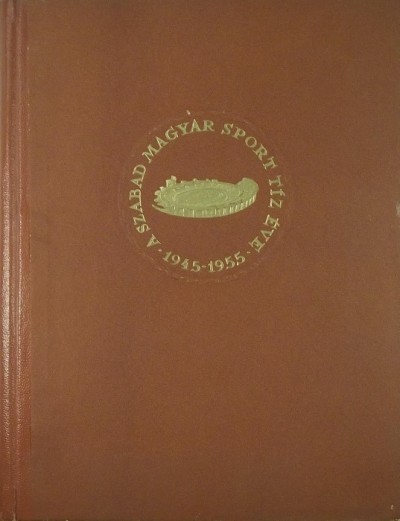 A SZABAD MAGYAR SPORT TÍZ ÉVE
· 1945-1955 ·